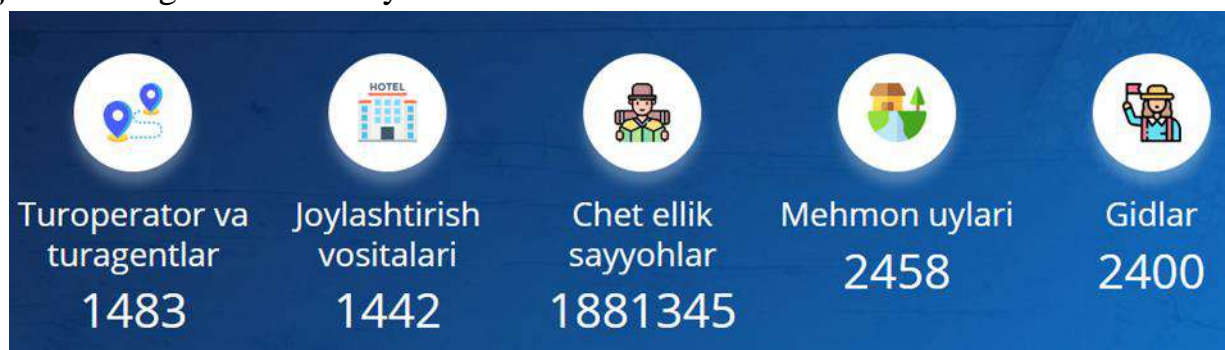 HOTEL
Turoperator va
turagentlar
1483
Joylashtirish
vositalari
1442
Chet ellik
sayyohlar
1881345
Mehmon uylari
2458
Gidlar
2400